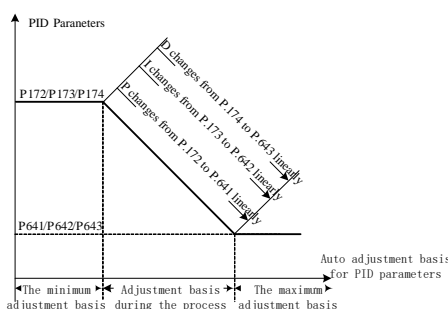 PID Paraneters
P172/P173/P174
D changes from P.174 to P.643 linearly
I changes from P.173 to P.642 linearly
P changes from P.172 to P.641 linearly
P641/P642/P643
Auto adjustment basis
for PID parameters
The minimum
adjustment basis
Adjustment basis
during the process
The maximum
adjustment basis